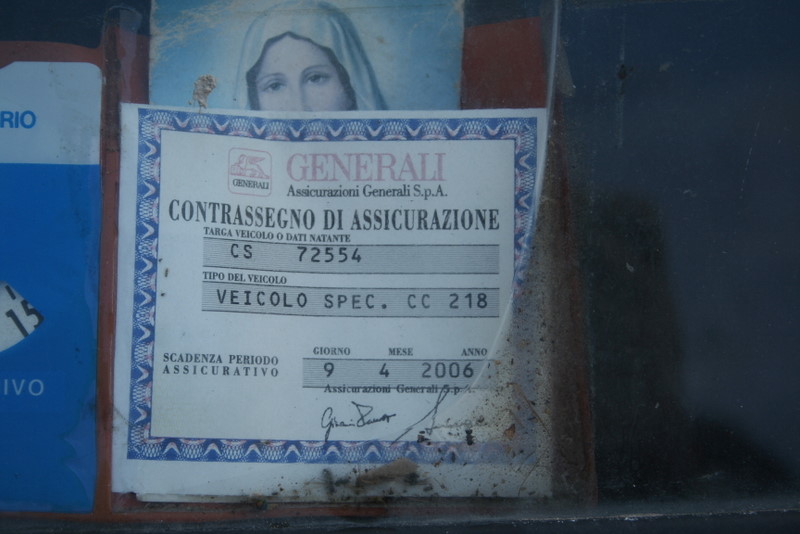 RIO
GENERALI
GENERALI
Assicurazioni Generali S.p.A.
CONTRASSEGNO DI ASSICURAZIONE
TARGA VEICOLO O DATI NATANTE
CS 72554
TIPO DEL VEICOLO
VEICOLO SPEC. CC 218
GIORNO MESE ANNO
SCADENZA PERIODO
ASSICURATIVO
9 4 2006
Assicurazioni Generali S.p.A.
15
IVO